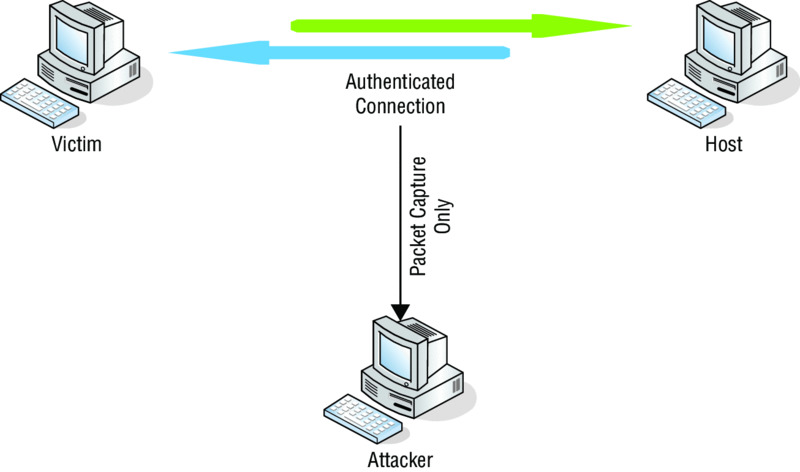 Authenticated
Connection
Victim
Host
Packet Capture
Only
Attacker